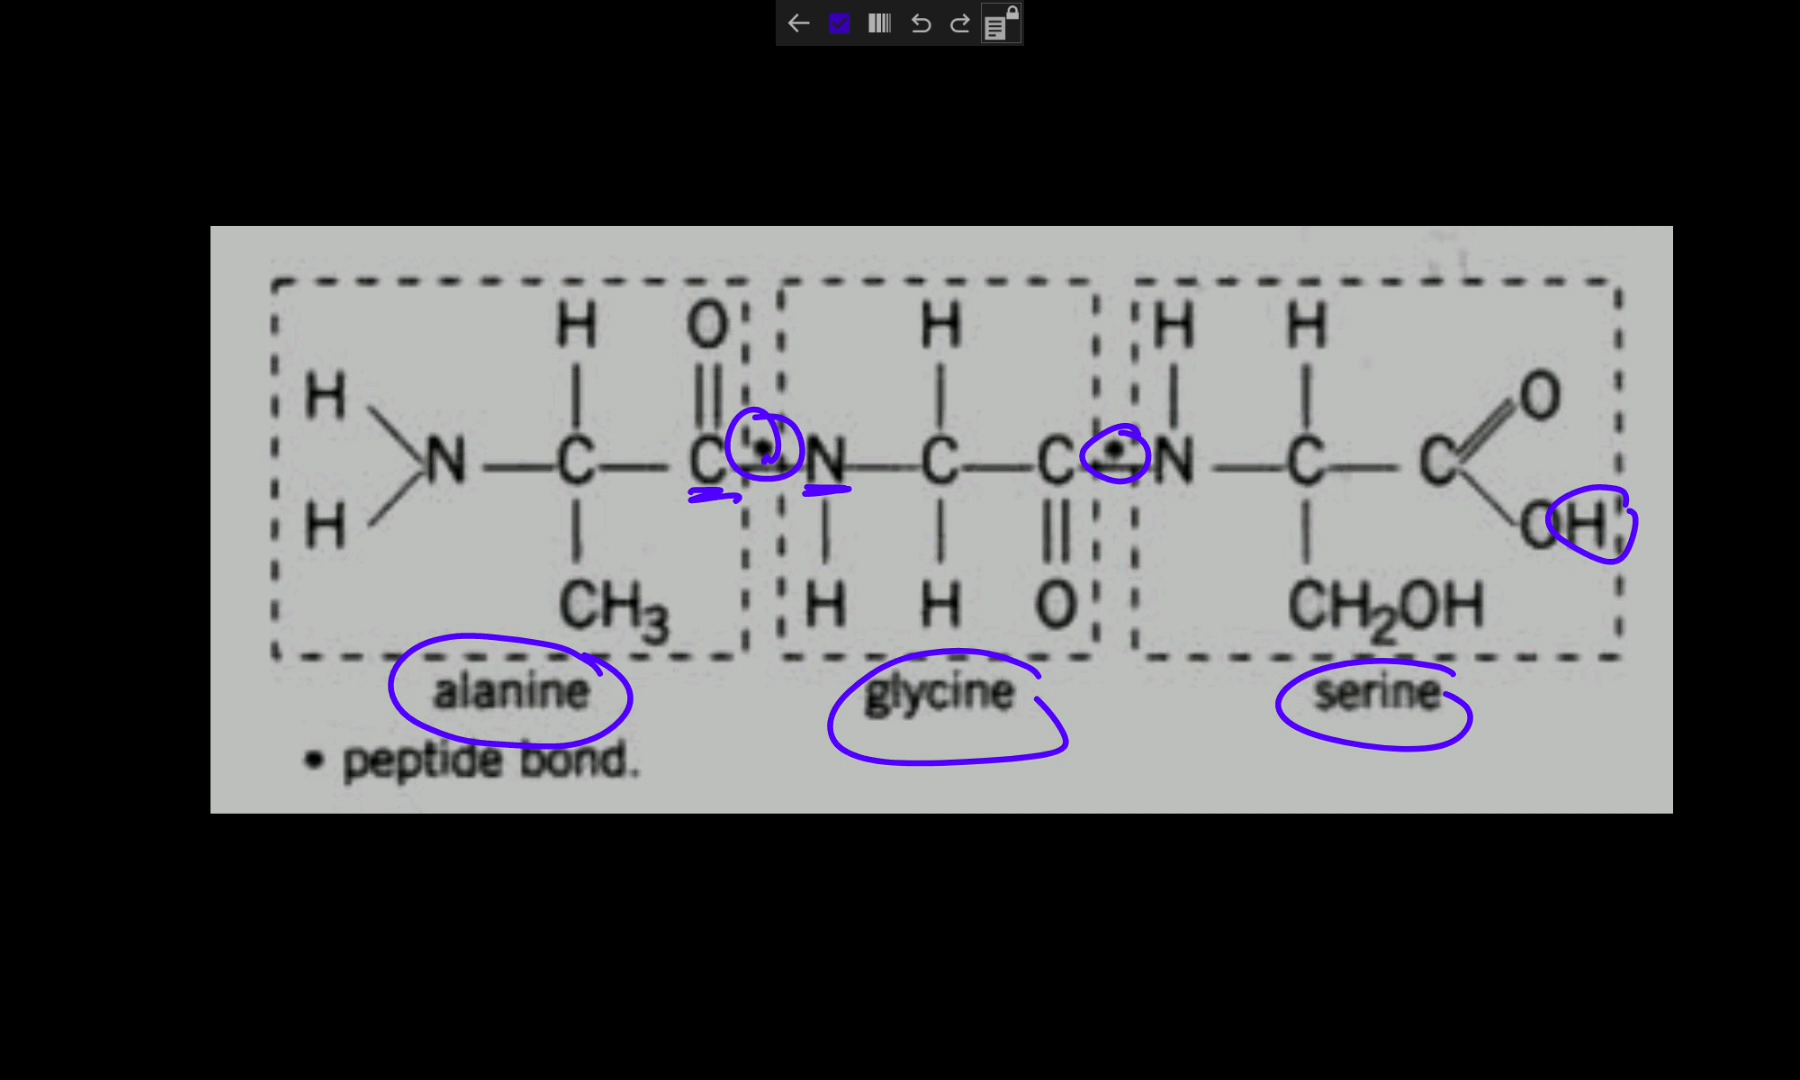 H H O H H H
H O
N C C N C C N C C
H OH
CH3 H H O CH2OH
alanine glycine serine
• peptide bond.